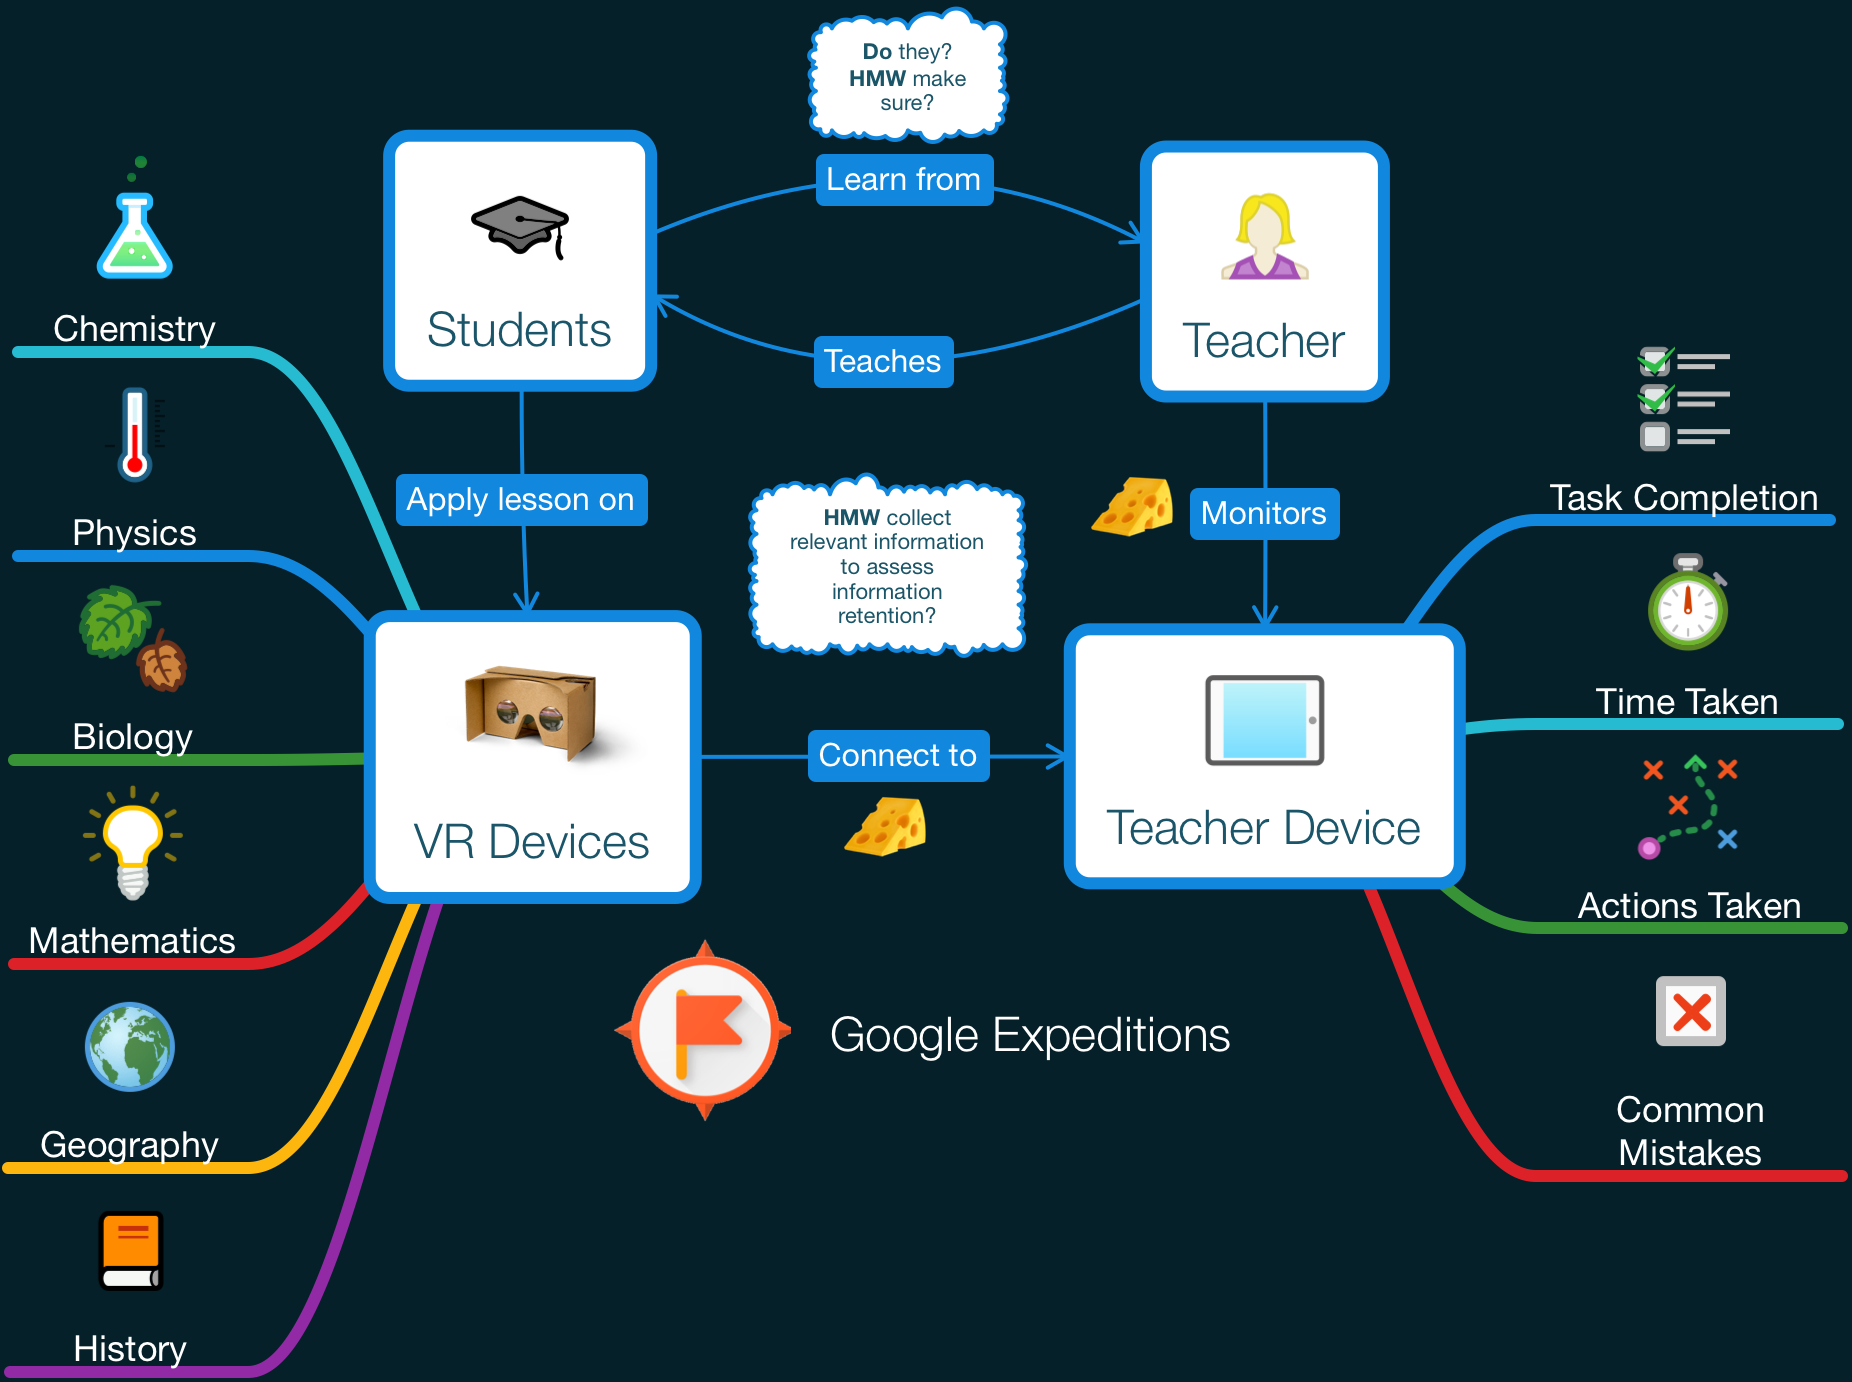 Do they?
HMW make
sure?
Learn from
Students
Teacher
Teaches
Chemistry
Physics
Biology
Mathematics
Geography
History
Apply lesson on
HMW collect
relevant information
to assess
information
retention?
Monitors
VR Devices
Connect to
Teacher Device
Task Completion
Time Taken
Actions Taken
Common
Mistakes
Google Expeditions